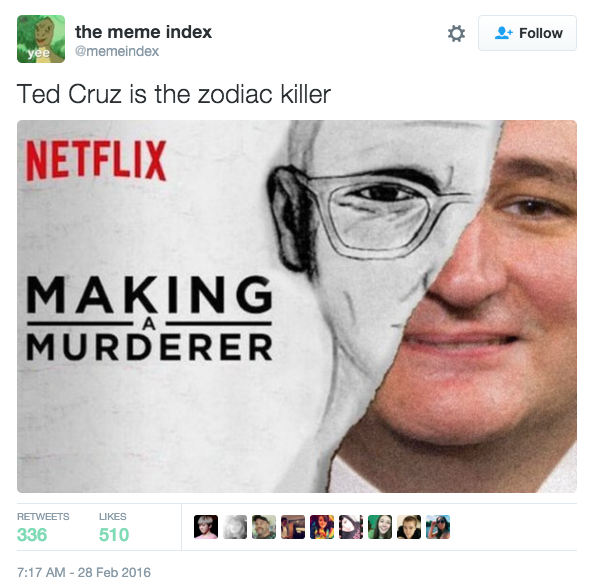 the meme index
@memeindex
Follow
yee
Ted Cruz is the zodiac killer
NETFLIX
MAKING
A
MURDERER
RETWEETS LIKES
336 510
7:17 AM - 28 Feb 2016